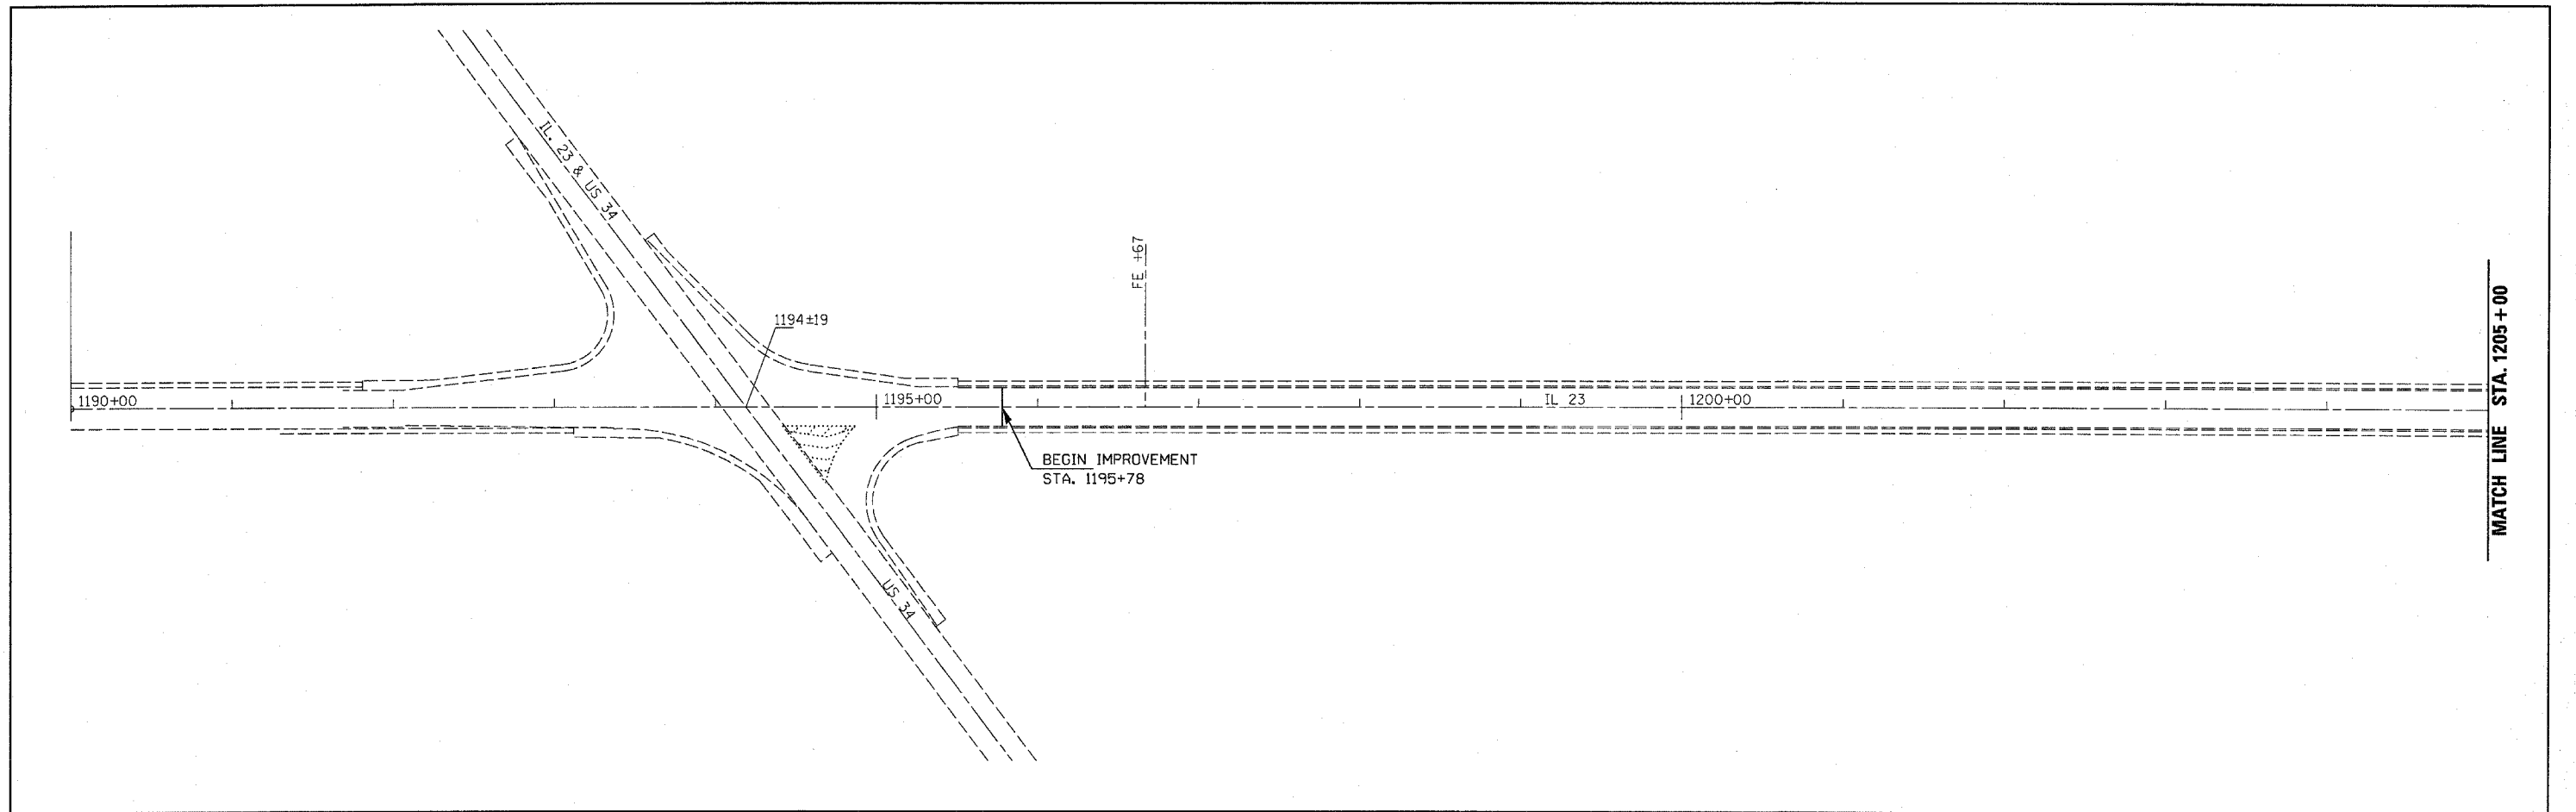 IL. 23 & US 34
FE +67
1194±19
1190+00
1195+00
IL 23
1200+00
BEGIN IMPROVEMENT
STA. 1195+78
US 34
MATCH LINE STA. 1205+00